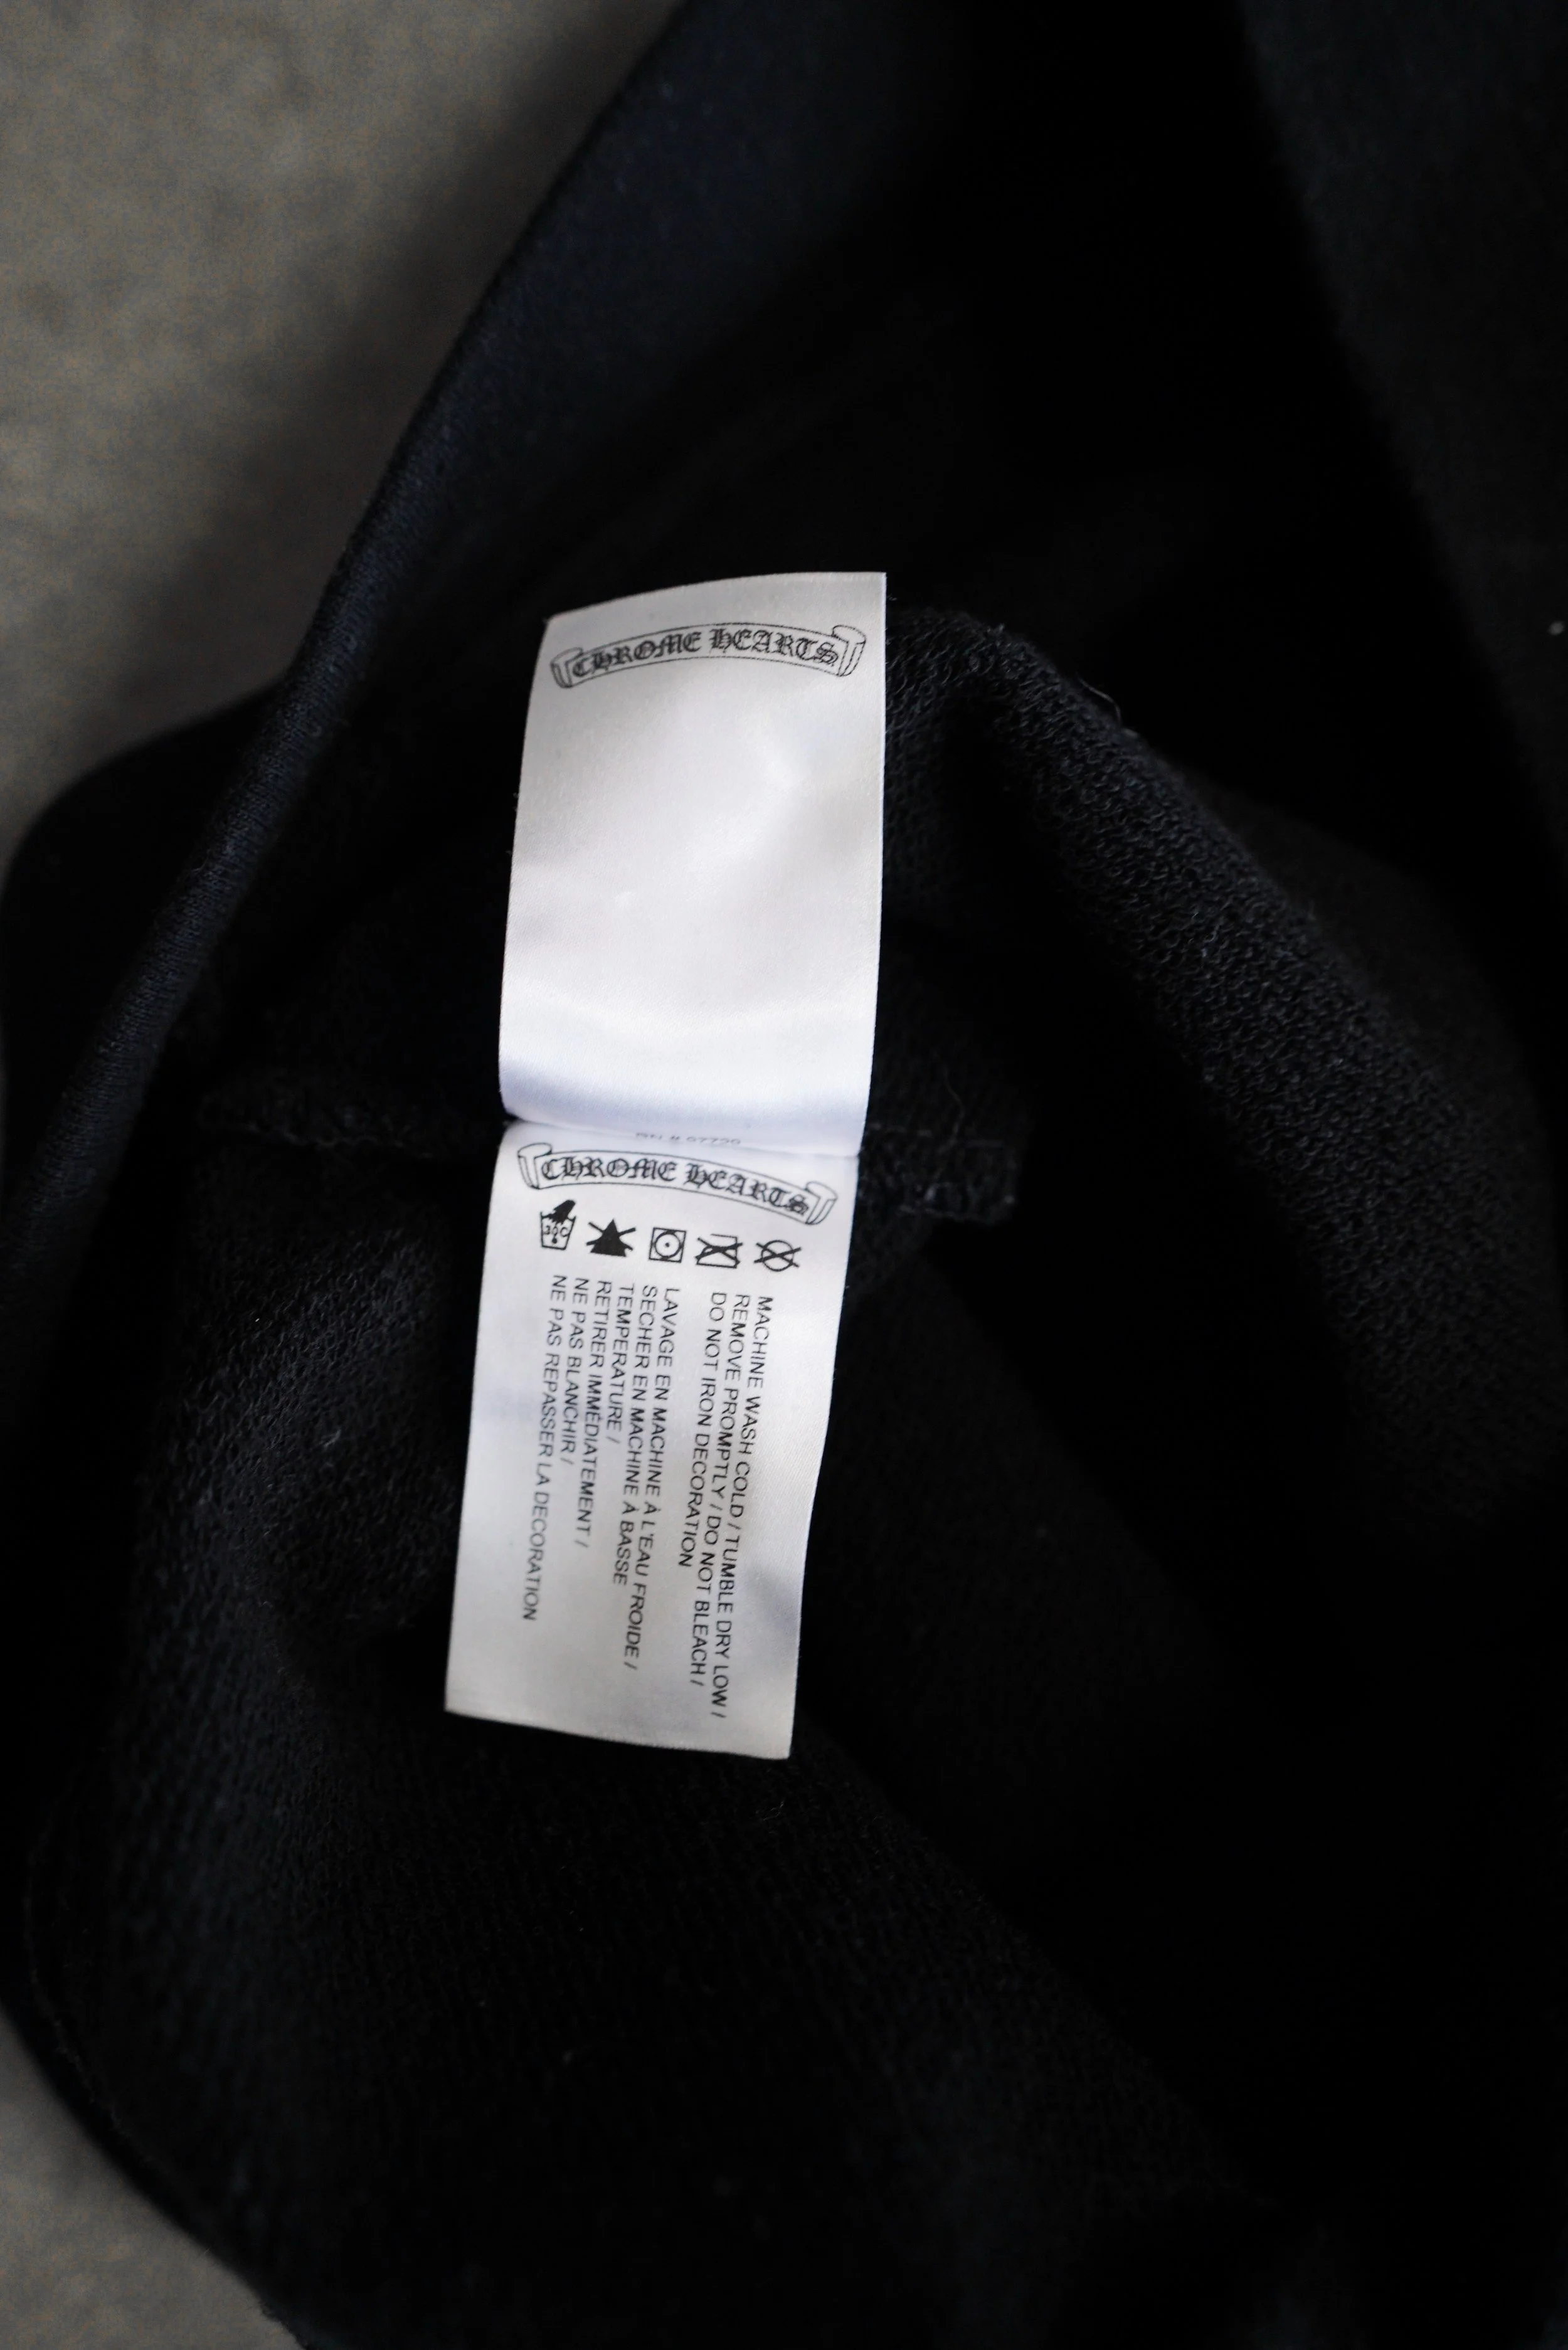 CHROME HEARTS
RN # 67720
CHROME HEARTS
MACHINE WASH COLD / TUMBLE DRY LOW /
REMOVE PROMPTLY / DO NOT BLEACH /
DO NOT IRON DECORATION
LAVAGE EN MACHINE À L'EAU FROIDE /
SECHER EN MACHINE À BASSE
TEMPERATURE /
RETIRER IMMÉDIATEMENT /
NE PAS BLANCHIR /
NE PAS REPASSER LA DECORATION